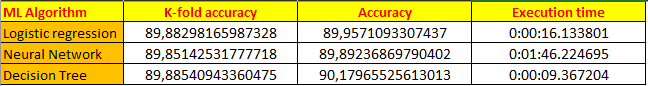 ML Algorithm K-fold accuracy Accuracy Execution time
Logistic regression 89,88298165987328 89,9571093307437 0:00:16.133801
Neural Network 89,85142531777718 89,89236869790402 0:01:46.224695
Decision Tree 89,88540943360475 90,17965525613013 0:00:09.367204